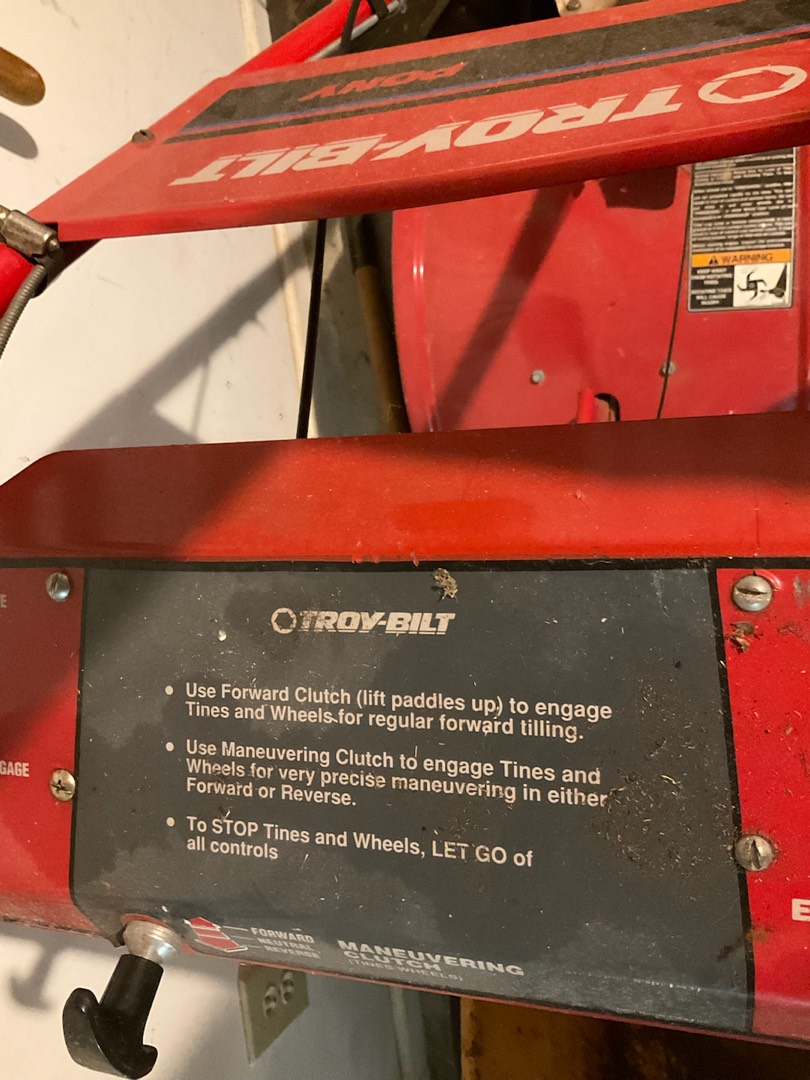 PONY
TROY-BILT
WARNING
TROY-BILT
• Use Forward Clutch (lift paddles up) to engage
Tines and Wheels for regular forward tilling.
• Use Maneuvering Clutch to engage Tines and
Wheels for very precise maneuvering in either
Forward or Reverse.
• To STOP Tines and Wheels, LET GO of
all controls
FORWARD
NEUTRAL
REVERSE
MANEUVERING
CLUTCH
(TINES-WHEELS)